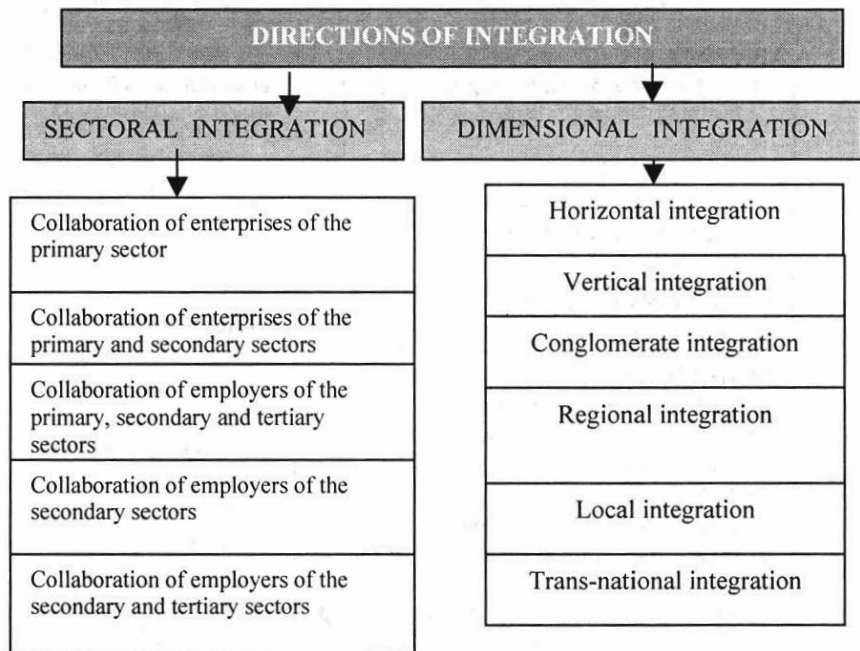 DIRECTIONS OF INTEGRATION
SECTORAL INTEGRATION
Collaboration of enterprises of the
primary sector
Collaboration of enterprises of the
primary and secondary sectors
Collaboration of employers of the
primary, secondary and tertiary
sectors
Collaboration of employers of the
secondary sectors
Collaboration of employers of the
secondary and tertiary sectors
DIMENSIONAL INTEGRATION
Horizontal integration
Vertical integration
Conglomerate integration
Regional integration
Local integration
Trans-national integration